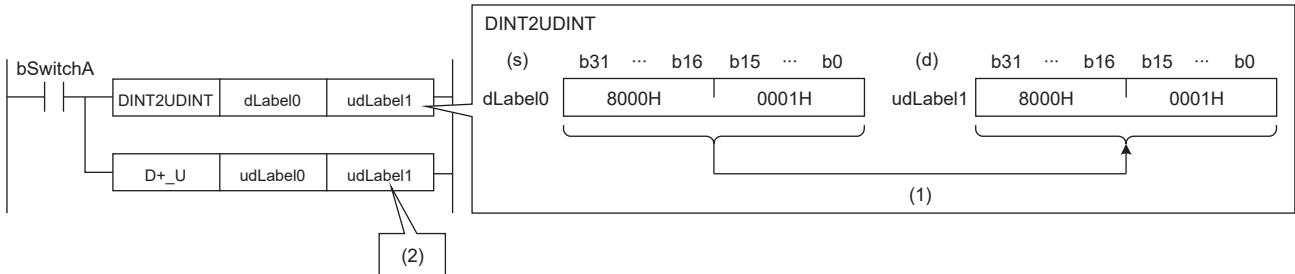 DINT2UDINT
(s) b31 ... b16 b15 ... b0 (d) b31 ... b16 b15 ... b0
bSwitchA
DINT2UDINT dLabel0 udLabel1 dLabel0 8000H 0001H udLabel1 8000H 0001H
D+_U udLabel0 udLabel1
(1)
(2)